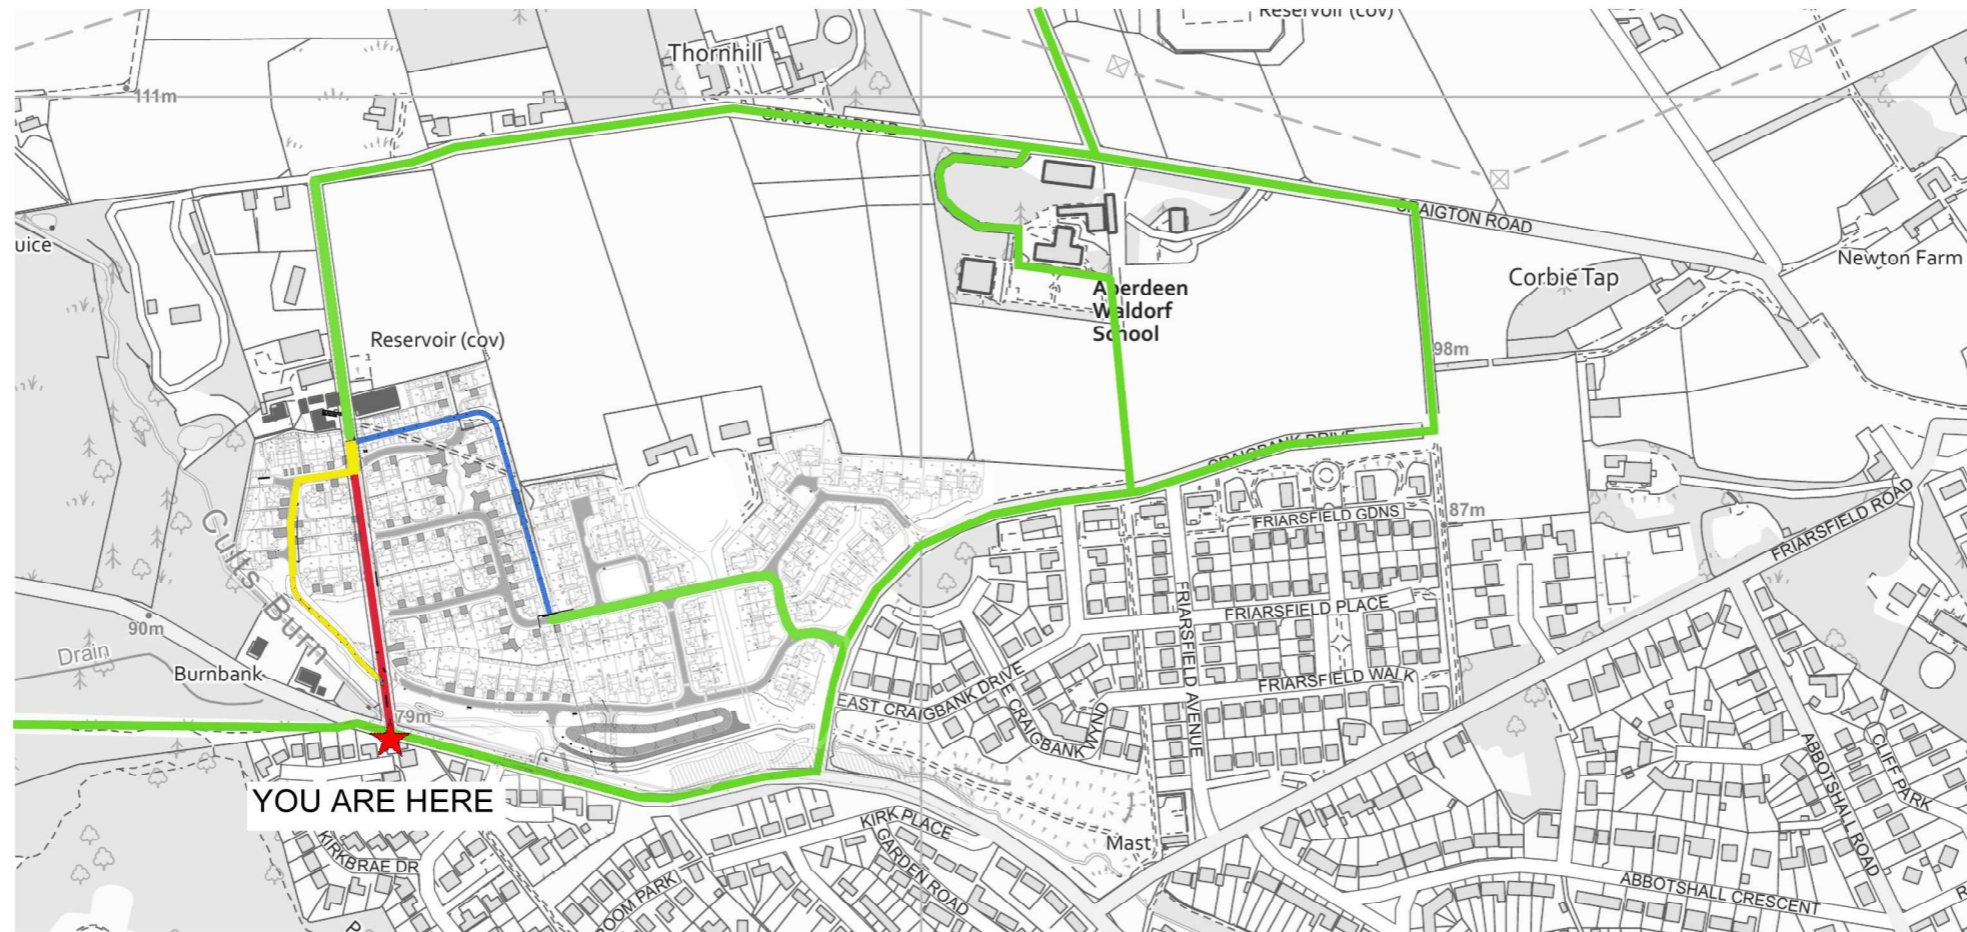 Reservoir (cov)
Thornhill
111m
CRAIGTON ROAD
CRAIGTON ROAD
uice
Newton Farm
Corbie Tap
Aberdeen
Waldorf
School
Reservoir (cov)
98m
CRAIGBANK DRIVE
87m
FRIARSFIELD GDNS
FRIARSFIELD ROAD
Cults Burn
FRIARSFIELD AVENUE
FRIARSFIELD PLACE
90m
Drain
Burnbank
FRIARSFIELD WALK
EAST CRAIGBANK DRIVE
E CRAIGBANK WYND
79m
ABBOTSHALL ROAD
CLIFF PARK
YOU ARE HERE
KIRK PLACE
GARDEN ROAD
Mast
KIRKBRAE DR
OOM PARK
ABBOTSHALL CRESCENT